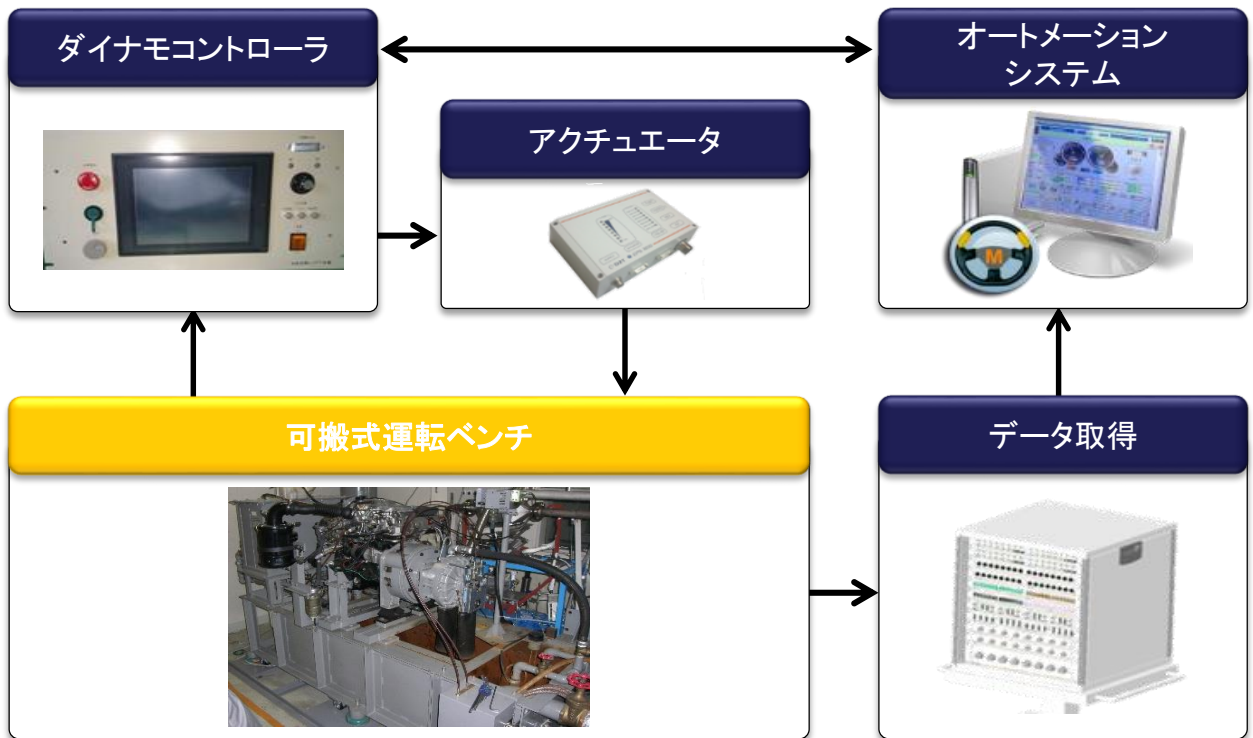 ダイナモコントローラ
オートメーション
システム
アクチュエータ
M
可搬式運転ベンチ
データ取得